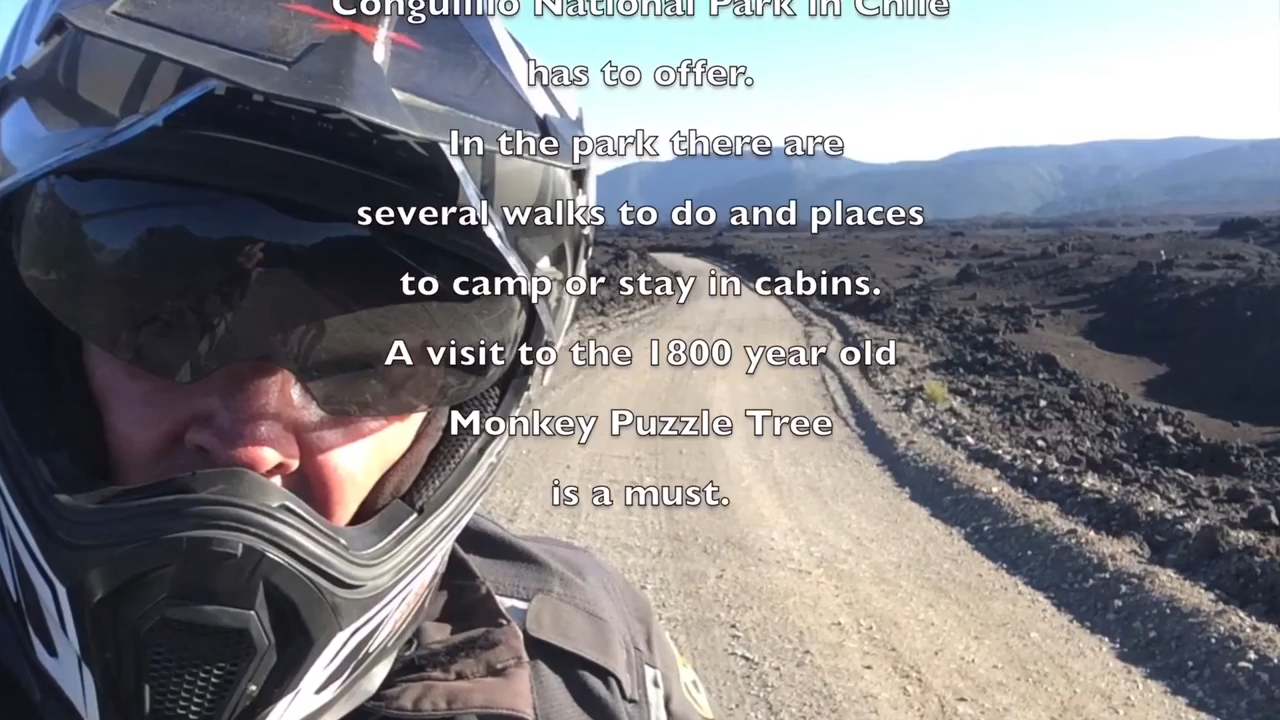 Conguillio National Park in Chile
has to offer.
In the park there are
several walks to do and places
to camp or stay in cabins.
A visit to the 1800 year old
Monkey Puzzle Tree
is a must.